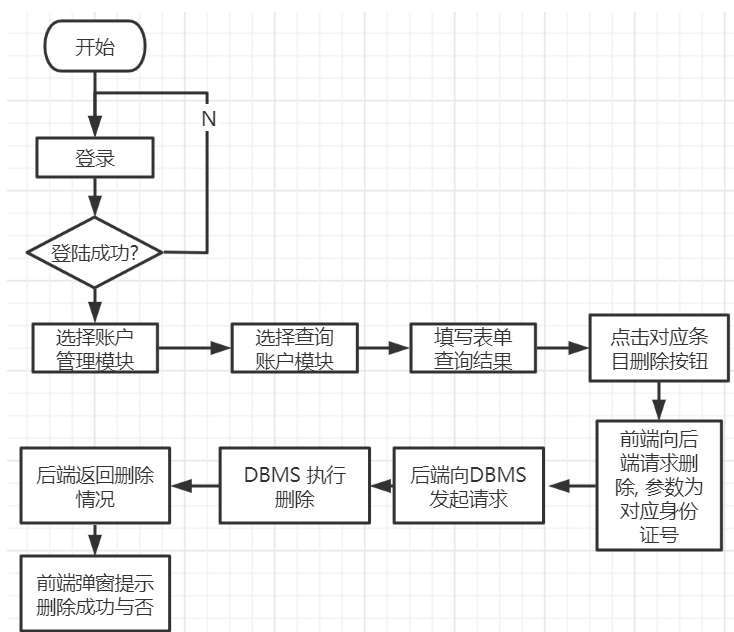 开始
N
登录
登陆成功?
选择账户
管理模块
选择查询
账户模块
填写表单
查询结果
点击对应条
目删除按钮
前端向后
端请求删
除, 参数为
对应身份
证号
后端向DBMS
发起请求
DBMS 执行
删除
后端返回删除
情况
前端弹窗提示
删除成功与否